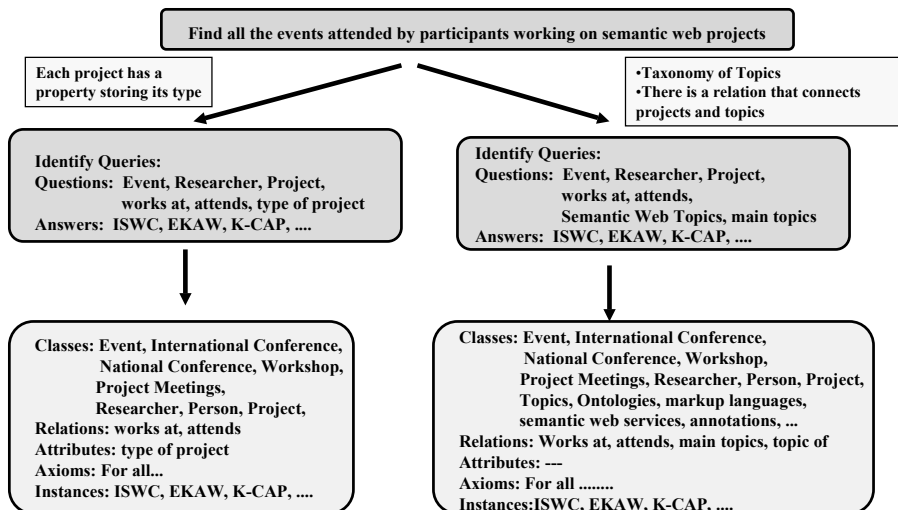 Find all the events attended by participants working on semantic web projects
Each project has a
property storing its type
•Taxonomy of Topics
•There is a relation that connects
projects and topics
Identify Queries:
Questions: Event, Researcher, Project,
works at, attends, type of project
Answers: ISWC, EKAW, K-CAP, ....
Identify Queries:
Questions: Event, Researcher, Project,
works at, attends,
Semantic Web Topics, main topics
Answers: ISWC, EKAW, K-CAP, ....
Classes: Event, International Conference,
National Conference, Workshop,
Project Meetings,
Researcher, Person, Project,
Relations: works at, attends
Attributes: type of project
Axioms: For all...
Instances: ISWC, EKAW, K-CAP, ....
Classes: Event, International Conference,
National Conference, Workshop,
Project Meetings, Researcher, Person, Project,
Topics, Ontologies, markup languages,
semantic web services, annotations, ...
Relations: Works at, attends, main topics, topic of
Attributes: ---
Axioms: For all ........
Instances:ISWC, EKAW, K-CAP, ....